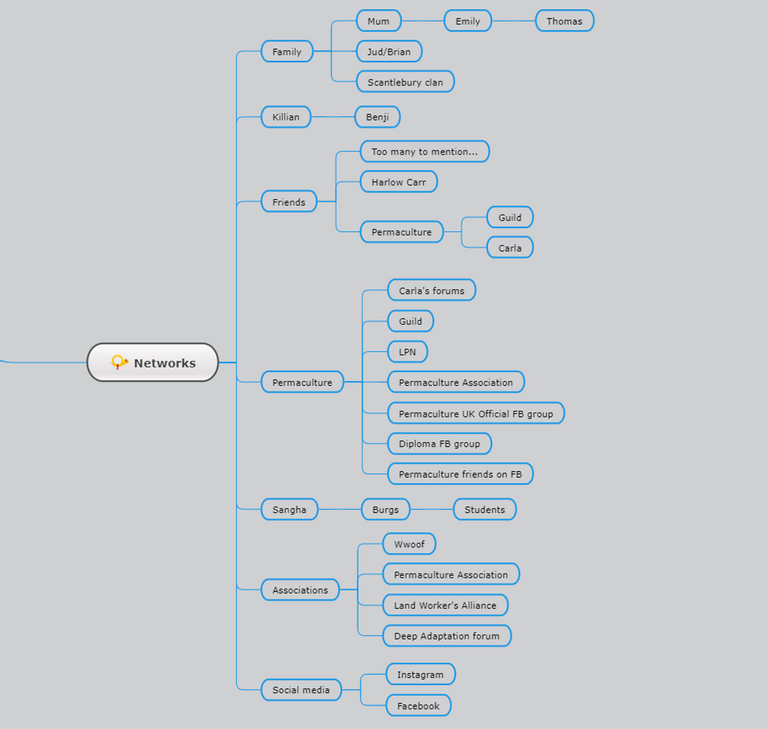 Networks
Family
Mum
Emily
Thomas
Jud/Brian
Scantlebury clan
Killian
Benji
Friends
Too many to mention...
Harlow Carr
Permaculture
Guild
Carla
Permaculture
Carla's forums
Guild
LPN
Permaculture Association
Permaculture UK Official FB group
Diploma FB group
Permaculture friends on FB
Sangha
Burgs
Students
Associations
Wwoof
Permaculture Association
Land Worker's Alliance
Deep Adaptation forum
Social media
Instagram
Facebook